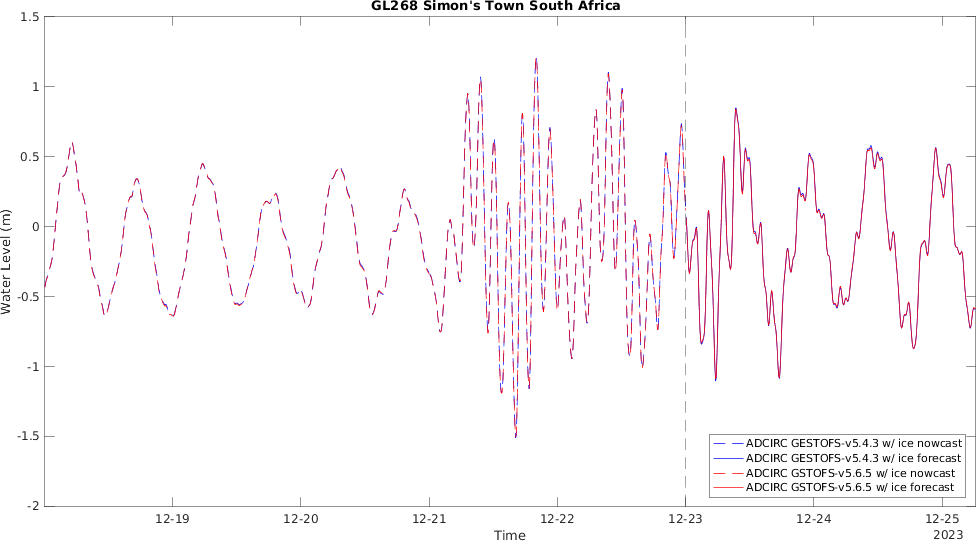 GL268 Simon's Town South Africa
1.5
1
0.5
0
-0.5
-1
-1.5
-2
Water Level (m)
ADCIRC GESTOFS-v5.4.3 w/ ice nowcast
ADCIRC GESTOFS-v5.4.3 w/ ice forecast
ADCIRC GSTOFS-v5.6.5 w/ ice nowcast
ADCIRC GSTOFS-v5.6.5 w/ ice forecast
12-19 12-20 12-21 12-22 12-23 12-24 12-25
Time
2023